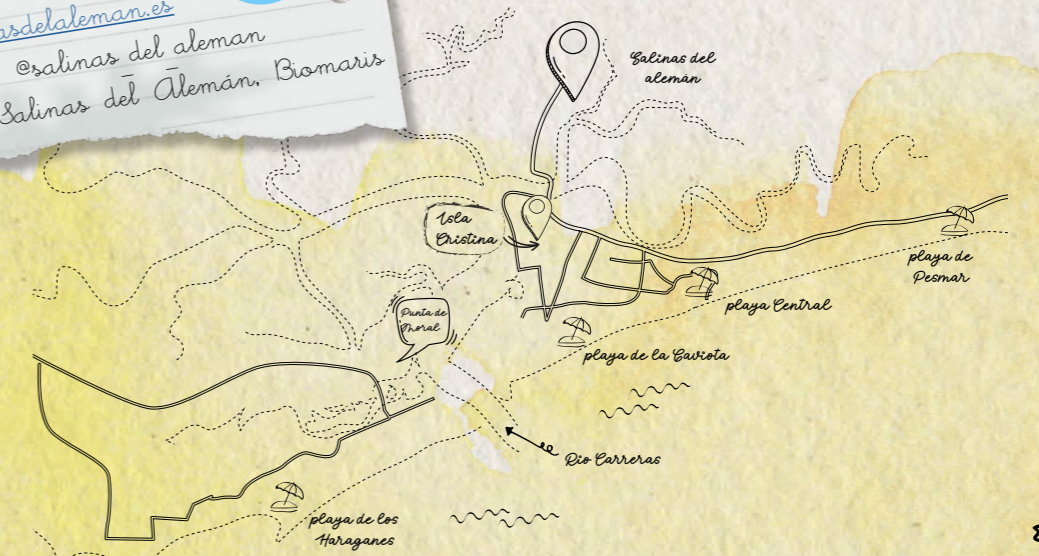 asdelaleman.es
@salinas del aleman
Salinas del Alemán, Biomaris
Salinas del
alemán
Isla
Cristina
playa de
Pesmar
Punta de
Moral
playa Central
playa de la Gaviota
Rio Carreras
playa de los
Haraganes